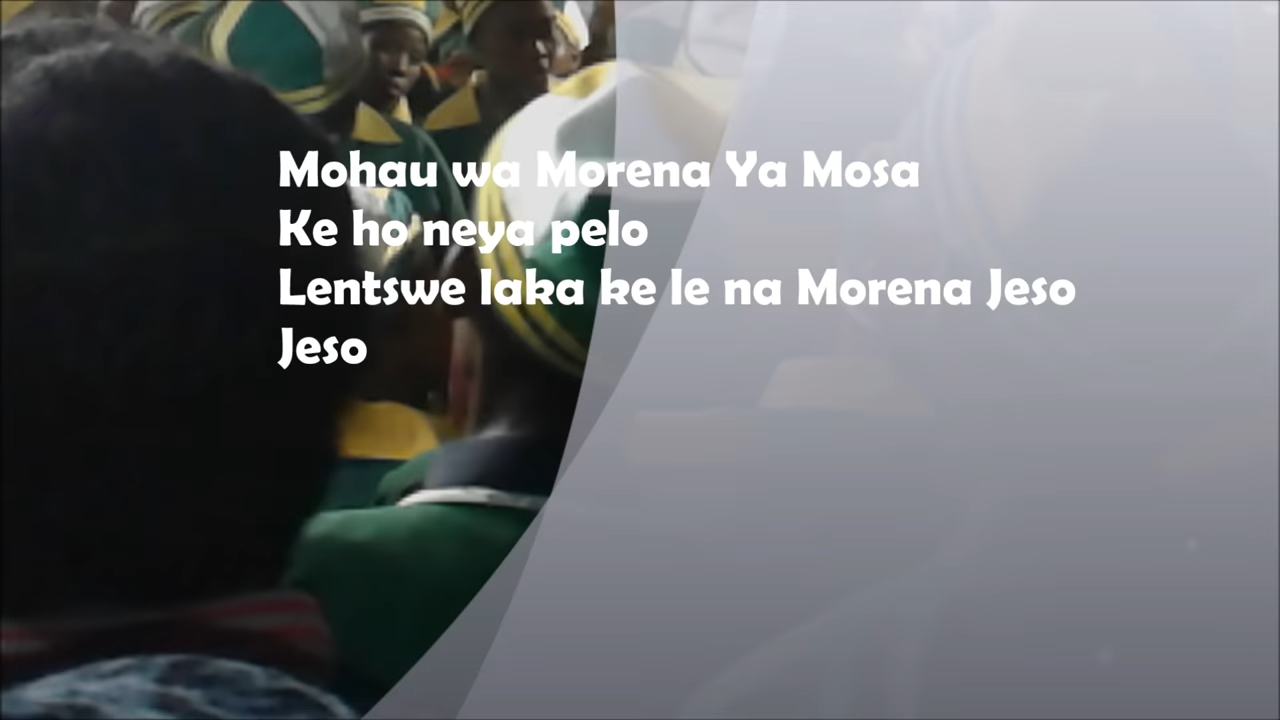 Mohau wa Morena Ya Mosa
Ke ho neya pelo
Lentswe laka ke le na Morena Jeso
Jeso